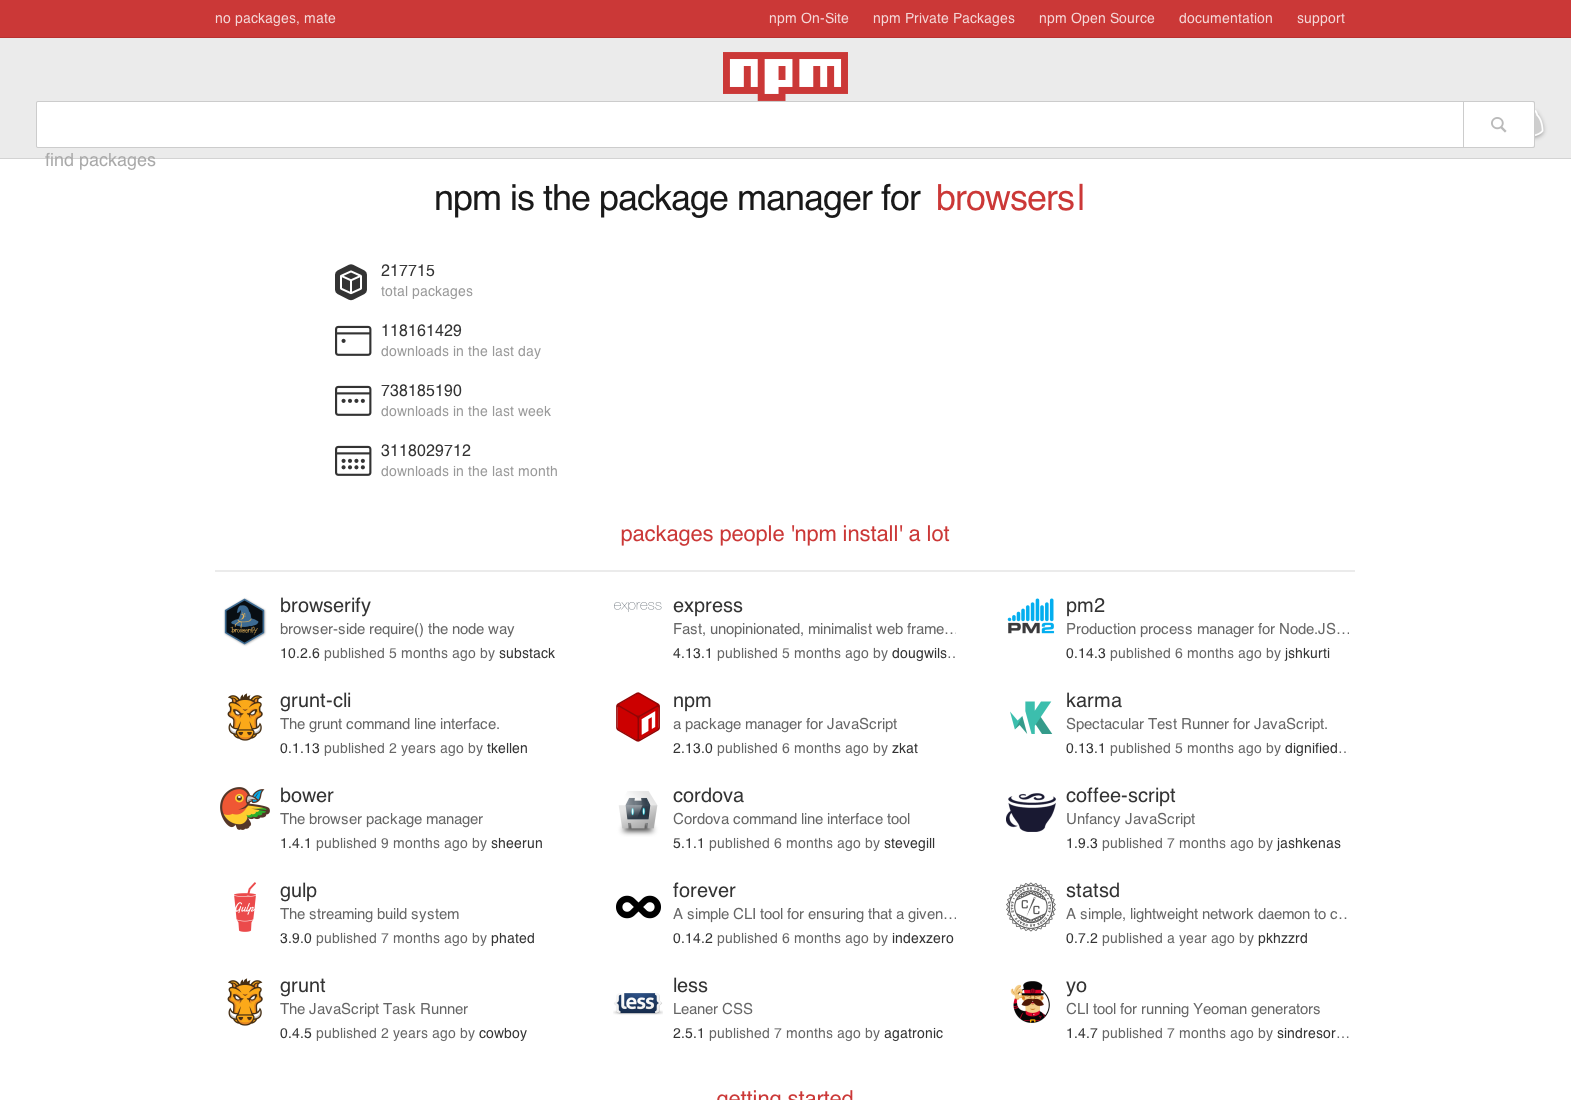 no packages, mate
npm On-Site npm Private Packages npm Open Source documentation support
npm
find packages
npm is the package manager for browsers
217715
total packages
118161429
downloads in the last day
738185190
downloads in the last week
3118029712
downloads in the last month
packages people 'npm install' a lot
browserify
browser-side require() the node way
10.2.6 published 5 months ago by substack
express
express
Fast, unopinionated, minimalist web frame…
4.13.1 published 5 months ago by dougwils…
PM2
pm2
Production process manager for Node.JS…
0.14.3 published 6 months ago by jshkurti
grunt-cli
The grunt command line interface.
0.1.13 published 2 years ago by tkellen
n
npm
a package manager for JavaScript
2.13.0 published 6 months ago by zkat
karma
Spectacular Test Runner for JavaScript.
0.13.1 published 5 months ago by dignified…
bower
The browser package manager
1.4.1 published 9 months ago by sheerun
cordova
Cordova command line interface tool
5.1.1 published 6 months ago by stevegill
coffee-script
Unfancy JavaScript
1.9.3 published 7 months ago by jashkenas
Gulp
gulp
The streaming build system
3.9.0 published 7 months ago by phated
forever
A simple CLI tool for ensuring that a given…
0.14.2 published 6 months ago by indexzero
C/C
statsd
A simple, lightweight network daemon to c…
0.7.2 published a year ago by pkhzzrd
grunt
The JavaScript Task Runner
0.4.5 published 2 years ago by cowboy
less
less
Leaner CSS
2.5.1 published 7 months ago by agatronic
yo
CLI tool for running Yeoman generators
1.4.7 published 7 months ago by sindresor…
getting started